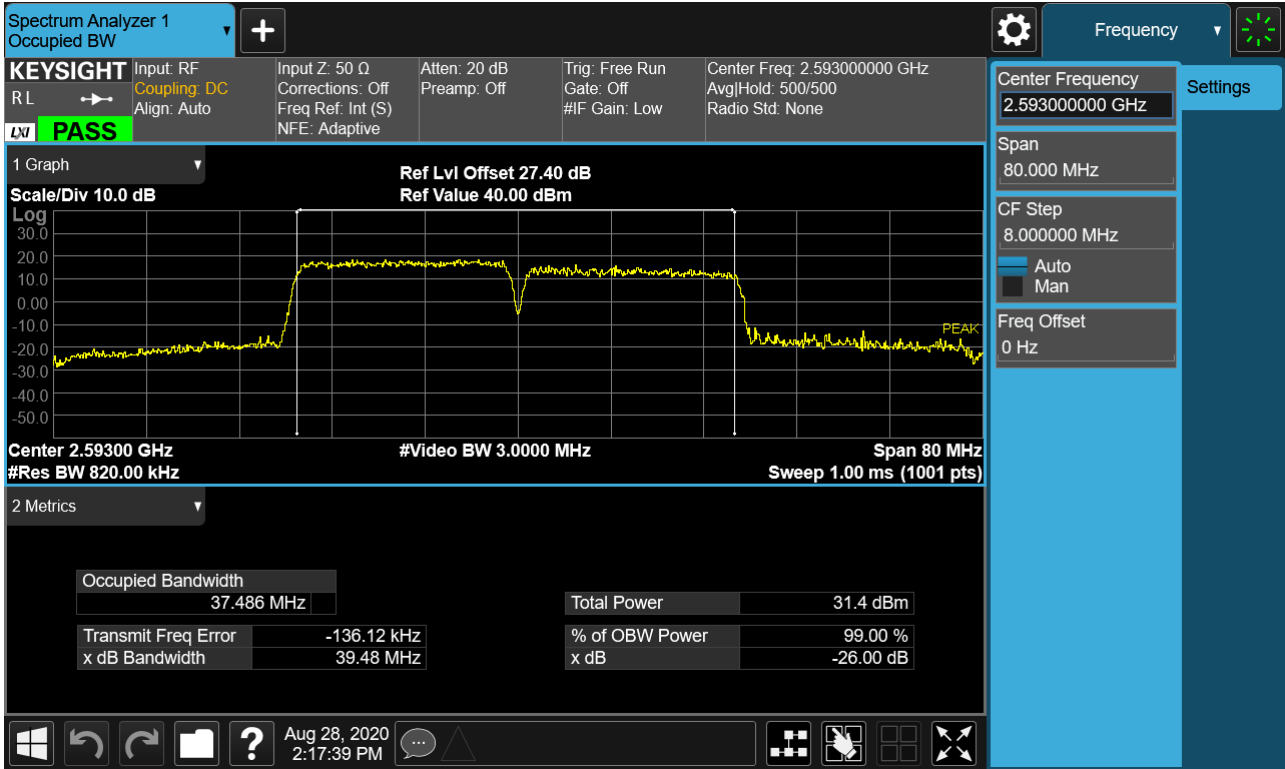 Spectrum Analyzer 1
Occupied BW
Frequency
KEYSIGHT
R L
LXI
PASS
Input: RF
Coupling: DC
Align: Auto
Input Z: 50 Ω
Corrections: Off
Freq Ref: Int (S)
NFE: Adaptive
Atten: 20 dB
Preamp: Off
Trig: Free Run
Gate: Off
#IF Gain: Low
Center Freq: 2.593000000 GHz
Avg|Hold: 500/500
Radio Std: None
Center Frequency
2.593000000 GHz
Settings
Span
80.000 MHz
CF Step
8.000000 MHz
Auto
Man
Freq Offset
0 Hz
1 Graph
Scale/Div 10.0 dB
Ref Lvl Offset 27.40 dB
Ref Value 40.00 dBm
Log
30.0
20.0
10.0
0.00
-10.0
-20.0
-30.0
-40.0
-50.0
PEAK
Center 2.59300 GHz
#Video BW 3.0000 MHz
Span 80 MHz
#Res BW 820.00 kHz
Sweep 1.00 ms (1001 pts)
2 Metrics
Occupied Bandwidth
37.486 MHz
Total Power 31.4 dBm
Transmit Freq Error -136.12 kHz
% of OBW Power 99.00 %
x dB Bandwidth 39.48 MHz
x dB -26.00 dB
?
Aug 28, 2020
2:17:39 PM